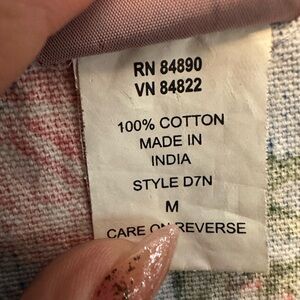 RN 84890
VN 84822
100% COTTON
MADE IN
INDIA
STYLE D7N
M
CARE ON REVERSE